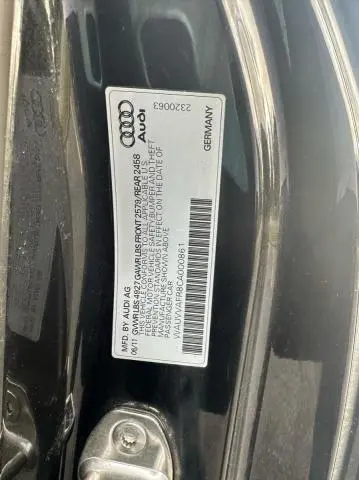 Audi
2320063
GERMANY
MFD. BY AUDI AG
06/11 GVWR LBS 4927 GAWR LBS FRONT 2579/REAR 2458
THIS VEHICLE CONFORMS TO ALL APPLICABLE U.S.
FEDERAL MOTOR VEHICLE SAFETY/BUMPER AND THEFT
PREVENTION STANDARDS IN EFFECT ON THE DATE OF
MANUFACTURE SHOWN ABOVE
PASSENGER CAR
WAUVVAFR8CA000861